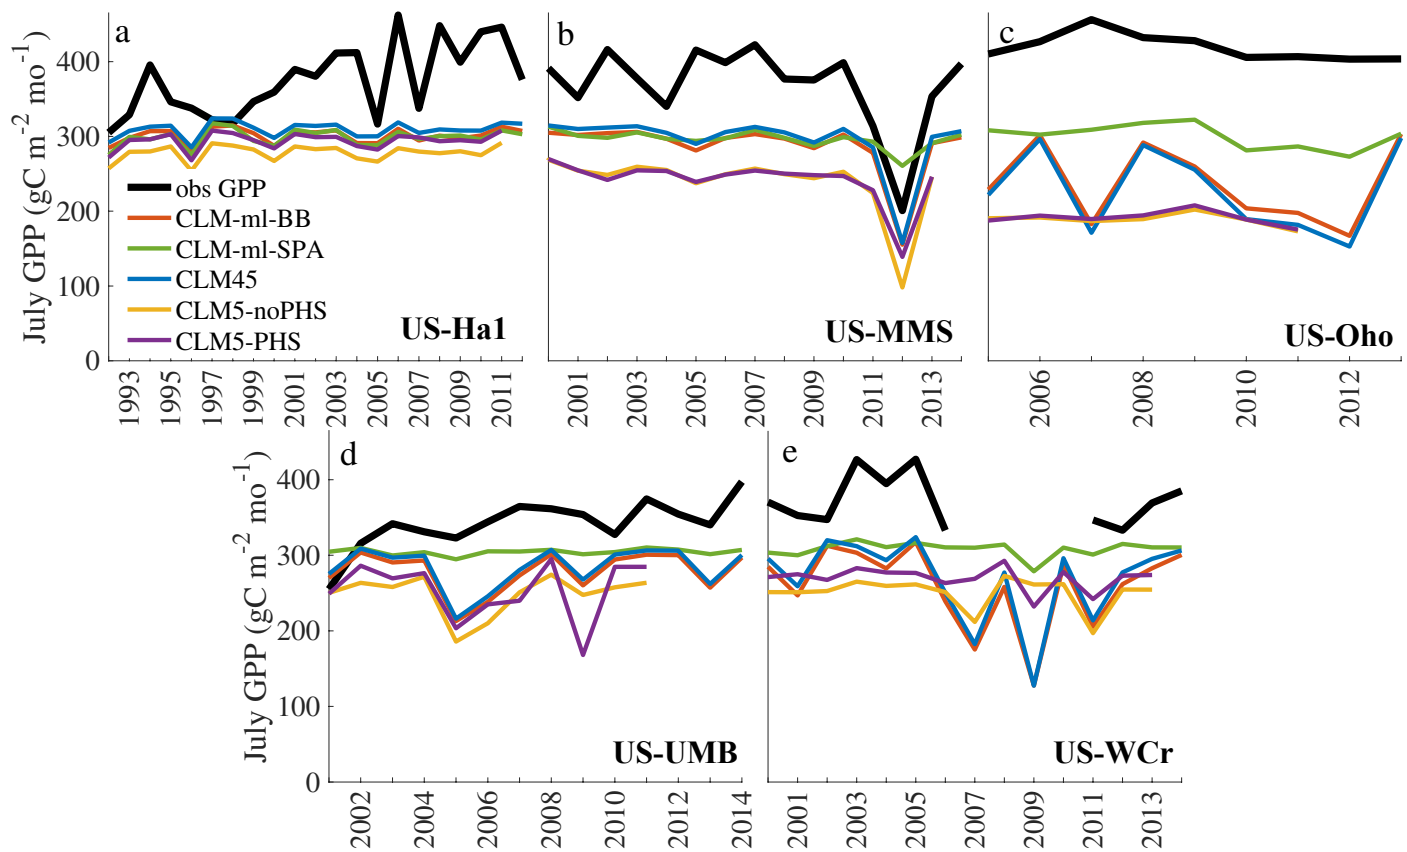 a
b
c
July GPP (gC m-2 mo-1)
400
300
200
100
0
obs GPP
CLM-ml-BB
CLM-ml-SPA
CLM45
CLM5-noPHS
CLM5-PHS
US-Ha1
US-MMS
US-Oho
1993
1995
1997
1999
2001
2003
2005
2007
2009
2011
2001
2003
2005
2007
2009
2011
2013
2006
2008
2010
2012
d
e
July GPP (gC m-2 mo-1)
400
300
200
100
0
US-UMB
US-WCr
2002
2004
2006
2008
2010
2012
2014
2001
2003
2005
2007
2009
2011
2013